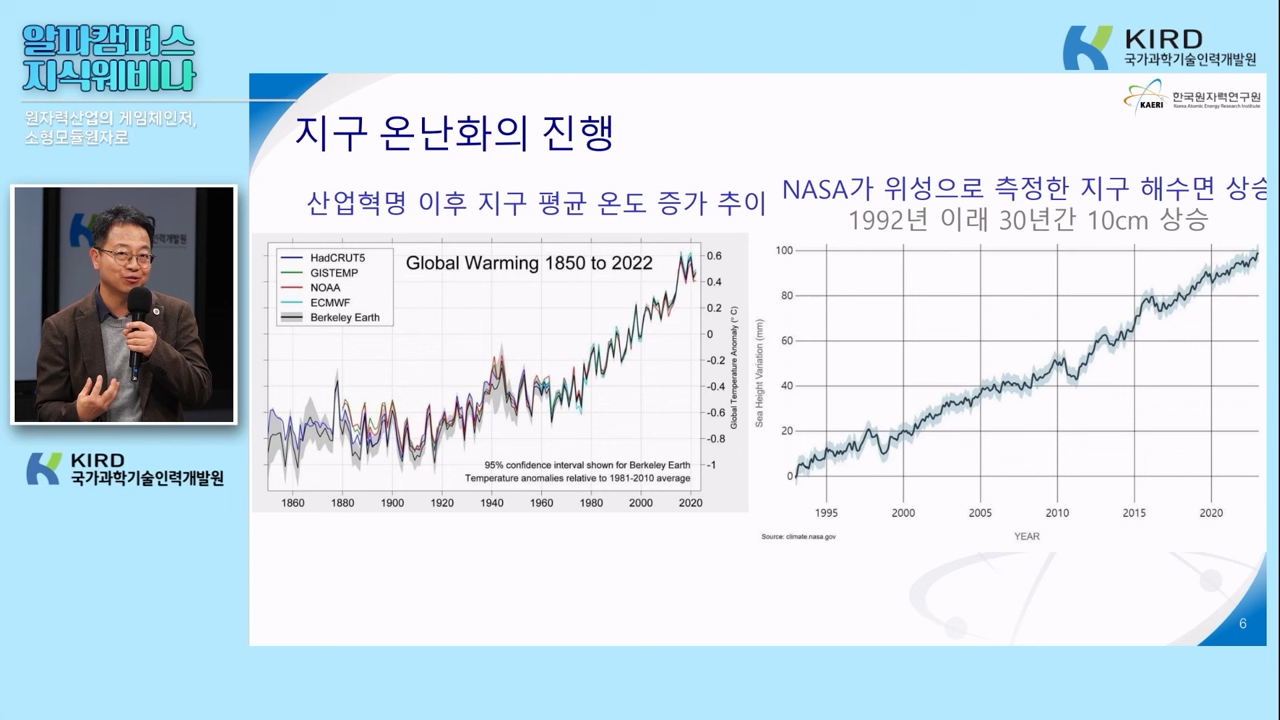 알파캠퍼스
지식웨비나
원자력산업의 게임체인저,
소형모듈원자로
KIRD
국가과학기술인력개발원
KIRD
국가과학기술인력개발원
KAERI
한국원자력연구원
Korea Atomic Energy Research Institute
지구 온난화의 진행
산업혁명 이후 지구 평균 온도 증가 추이
HadCRUT5
GISTEMP
NOAA
ECMWF
Berkeley Earth
Global Warming 1850 to 2022
0.6
0.4
0.2
0
-0.2
-0.4
-0.6
-0.8
-1
Global Temperature Anomaly (° C)
95% confidence interval shown for Berkeley Earth
Temperature anomalies relative to 1981-2010 average
1860 1880 1900 1920 1940 1960 1980 2000 2020
NASA가 위성으로 측정한 지구 해수면 상승
1992년 이래 30년간 10cm 상승
100
80
60
40
20
0
Sea Height Variation (mm)
1995 2000 2005 2010 2015 2020
Source: climate.nasa.gov
YEAR
6